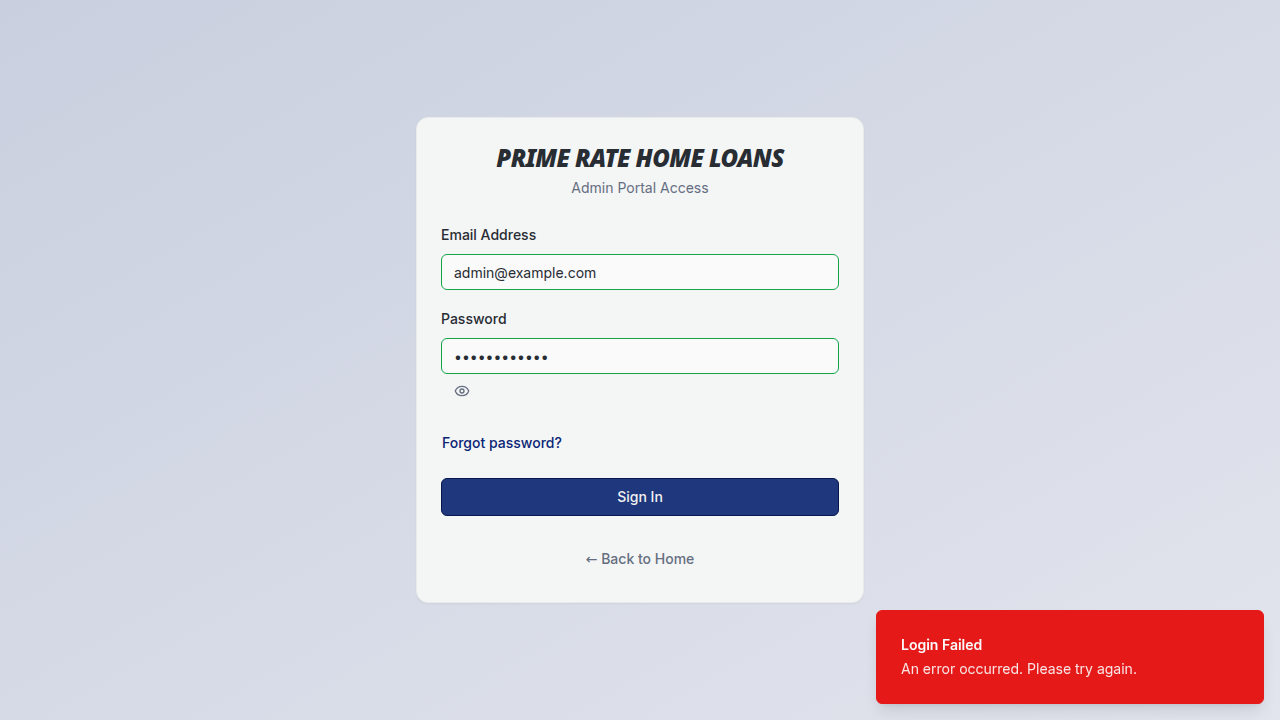 PRIME RATE HOME LOANS
Admin Portal Access
Email Address
admin@example.com
Password
••••••••••••
Forgot password?
Sign In
← Back to Home
Login Failed
An error occurred. Please try again.